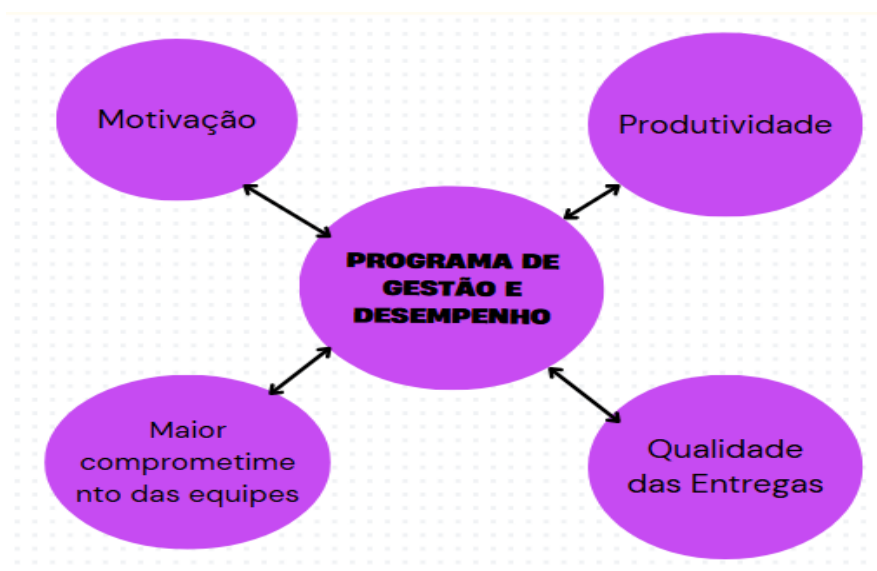 Motivação
Produtividade
PROGRAMA DE
GESTÃO E
DESEMPENHO
Maior
comprometime
nto das equipes
Qualidade
das Entregas